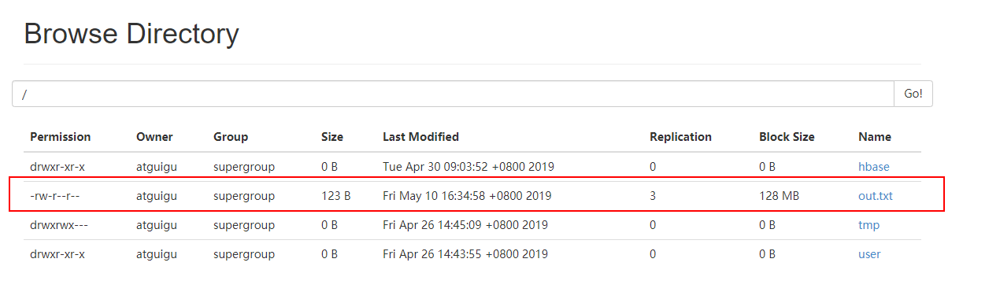 Browse Directory
/ Go!
Permission Owner Group Size Last Modified Replication Block Size Name
drwxr-xr-x atguigu supergroup 0 B Tue Apr 30 09:03:52 +0800 2019 0 0 B hbase
-rw-r--r-- atguigu supergroup 123 B Fri May 10 16:34:58 +0800 2019 3 128 MB out.txt
drwxrwx--- atguigu supergroup 0 B Fri Apr 26 14:45:09 +0800 2019 0 0 B tmp
drwxr-xr-x atguigu supergroup 0 B Fri Apr 26 14:43:55 +0800 2019 0 0 B user